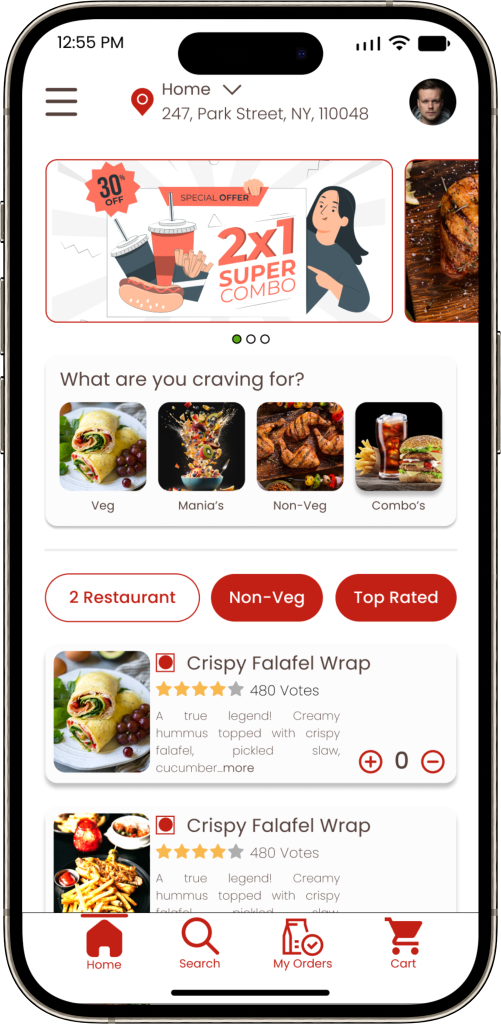 12:55 PM
Home
247, Park Street, NY, 110048
30%
OFF
SPECIAL OFFER
2x1
SUPER
COMBO
What are you craving for?
Veg
Mania's
Non-Veg
Combo's
2 Restaurant
Non-Veg
Top Rated
Crispy Falafel Wrap
480 Votes
A true legend! Creamy
hummus topped with crispy
falafel, pickled slaw,
cucumber...more
0
Crispy Falafel Wrap
480 Votes
A true legend! Creamy
hummus topped with crispy
falafel, pickled slaw,
Home
Search
My Orders
Cart